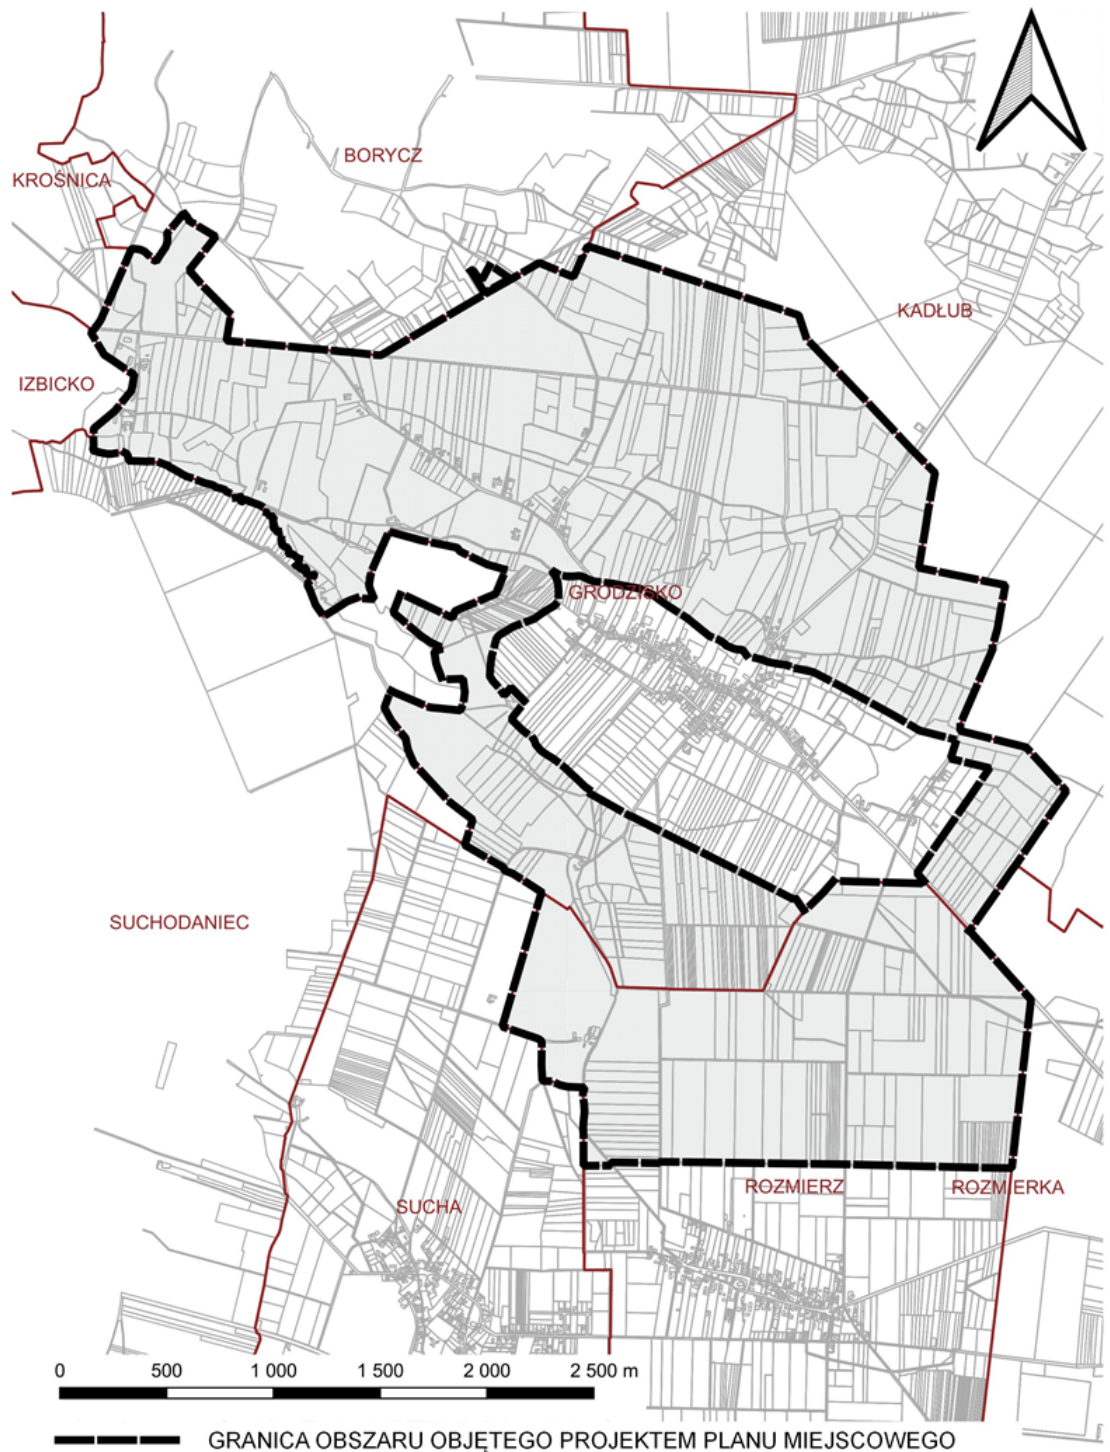 BORYCZ
KROŚNICA
KADŁUB
IZBICKO
GRODZISKO
SUCHODANIEC
ROZMIERZ
ROZMIERKA
SUCHA
0 500 1 000 1 500 2 000 2 500 m
GRANICA OBSZARU OBJĘTEGO PROJEKTEM PLANU MIEJSCOWEGO